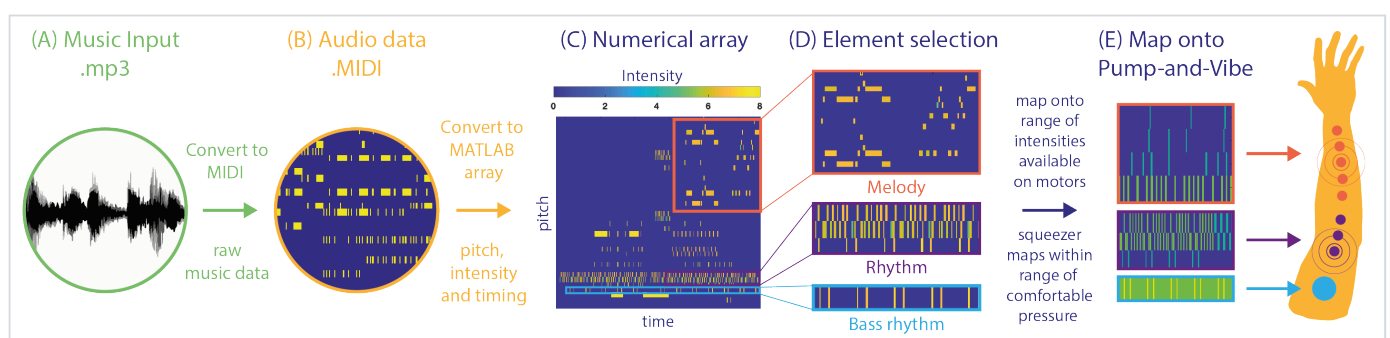 (A) Music Input
.mp3
(B) Audio data
.MIDI
(C) Numerical array
(D) Element selection
(E) Map onto
Pump-and-Vibe
Convert to
MIDI
raw
music data
Convert to
MATLAB
array
pitch,
intensity
and timing
Intensity
0 2 4 6 8
pitch
time
Melody
Rhythm
Bass rhythm
map onto
range of
intensities
available
on motors
squeezer
maps within
range of
comfortable
pressure